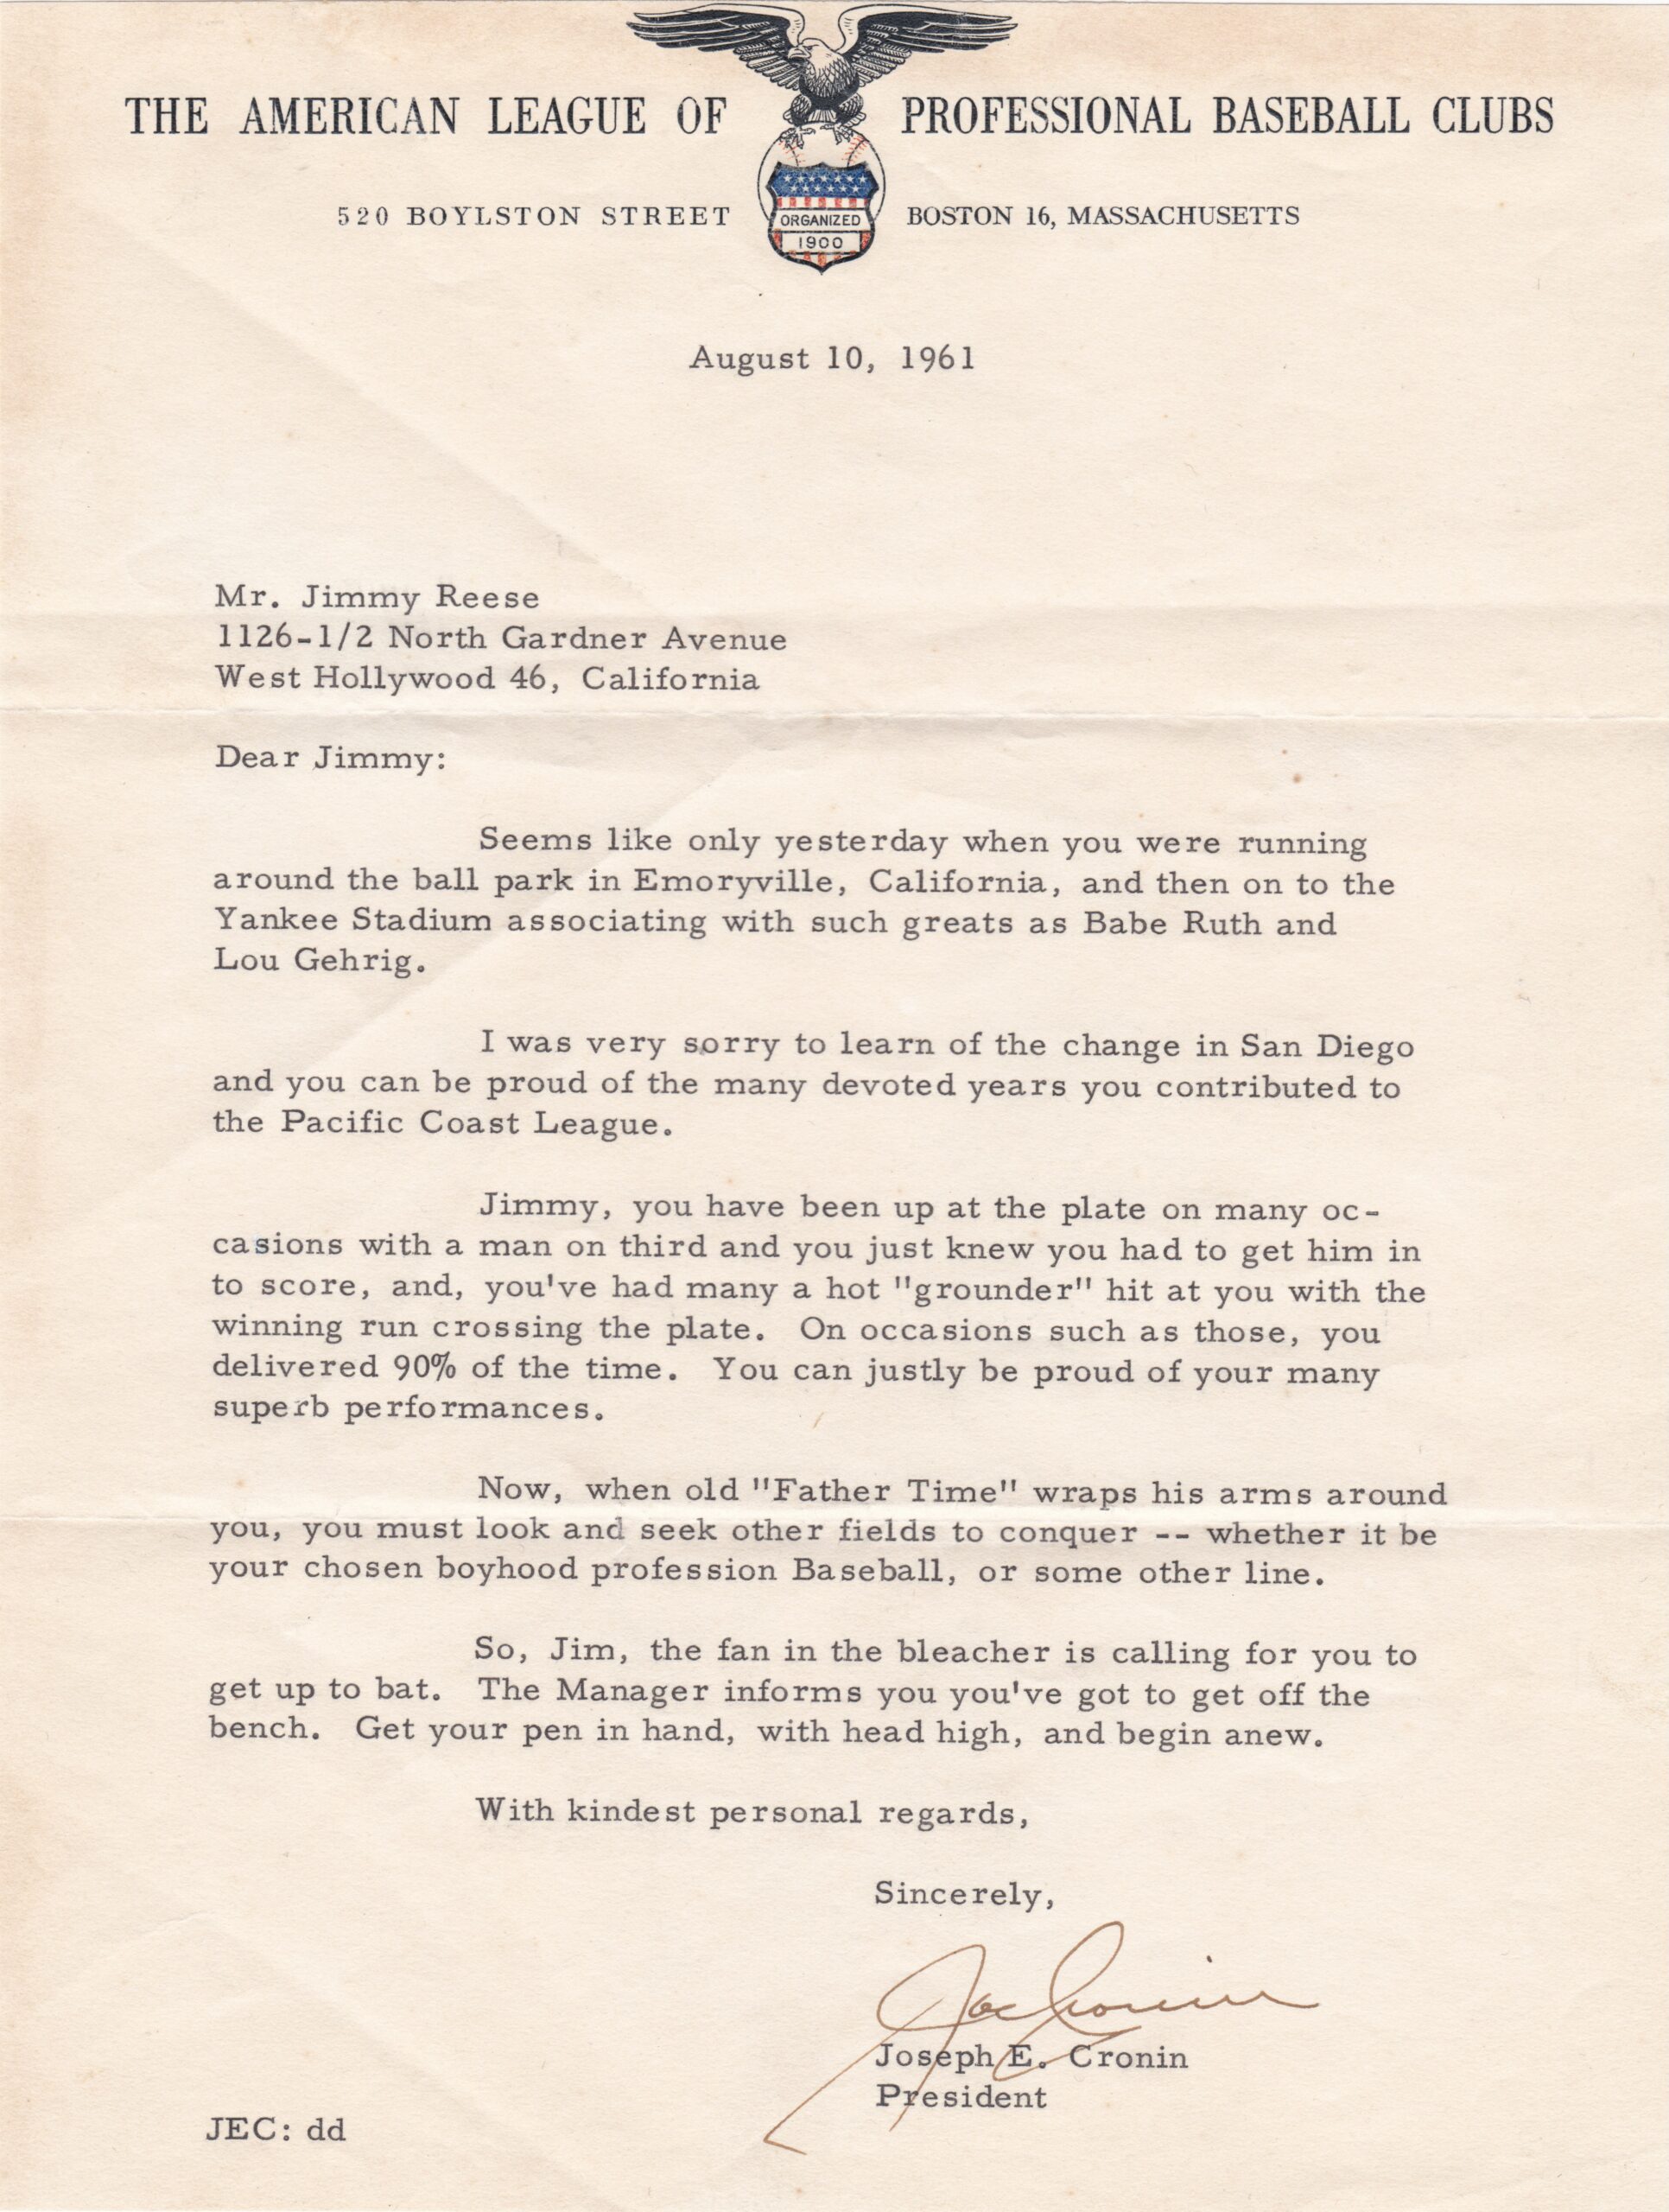 THE AMERICAN LEAGUE OF PROFESSIONAL BASEBALL CLUBS
520 BOYLSTON STREET BOSTON 16, MASSACHUSETTS
ORGANIZED
1900
August 10, 1961
Mr. Jimmy Reese
1126-1/2 North Gardner Avenue
West Hollywood 46, California
Dear Jimmy:
Seems like only yesterday when you were running
around the ball park in Emoryville, California, and then on to the
Yankee Stadium associating with such greats as Babe Ruth and
Lou Gehrig.
I was very sorry to learn of the change in San Diego
and you can be proud of the many devoted years you contributed to
the Pacific Coast League.
Jimmy, you have been up at the plate on many oc-
casions with a man on third and you just knew you had to get him in
to score, and, you've had many a hot "grounder" hit at you with the
winning run crossing the plate. On occasions such as those, you
delivered 90% of the time. You can justly be proud of your many
superb performances.
Now, when old "Father Time" wraps his arms around
you, you must look and seek other fields to conquer -- whether it be
your chosen boyhood profession Baseball, or some other line.
So, Jim, the fan in the bleacher is calling for you to
get up to bat. The Manager informs you you've got to get off the
bench. Get your pen in hand, with head high, and begin anew.
With kindest personal regards,
Sincerely,
Joe Cronin
Joseph E. Cronin
President
JEC: dd